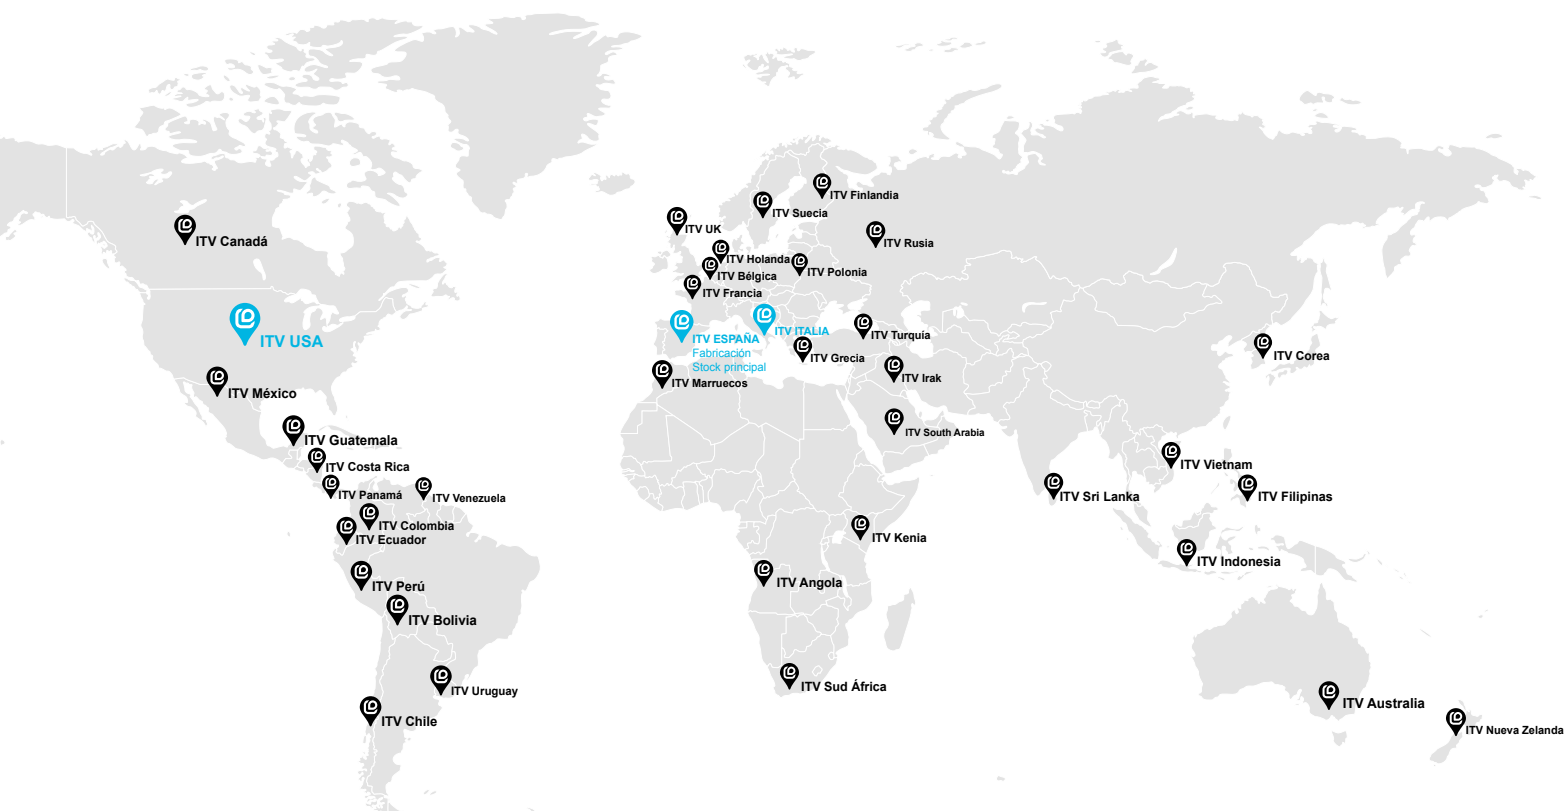 ITV Finlandia
ITV Suecia
ITV UK
ITV Canadá
ITV Rusia
ITV Holanda
ITV Polonia
ITV Bélgica
ITV Francia
ITV USA
ITV ESPAÑA
Fabricación
Stock principal
ITV ITALIA
ITV Turquía
ITV Grecia
ITV Corea
ITV Irak
ITV Marruecos
ITV México
ITV South Arabia
ITV Guatemala
ITV Costa Rica
ITV Vietnam
ITV Panamá
ITV Venezuela
ITV Sri Lanka
ITV Filipinas
ITV Colombia
ITV Ecuador
ITV Kenia
ITV Indonesia
ITV Angola
ITV Perú
ITV Bolivia
ITV Sud África
ITV Uruguay
ITV Australia
ITV Chile
ITV Nueva Zelanda